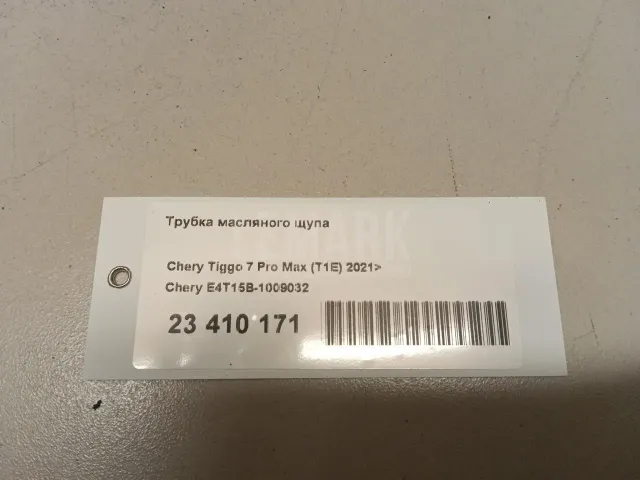 Трубка масляного щупа
Chery Tiggo 7 Pro Max (T1E) 2021>
Chery E4T15B-1009032
23 410 171